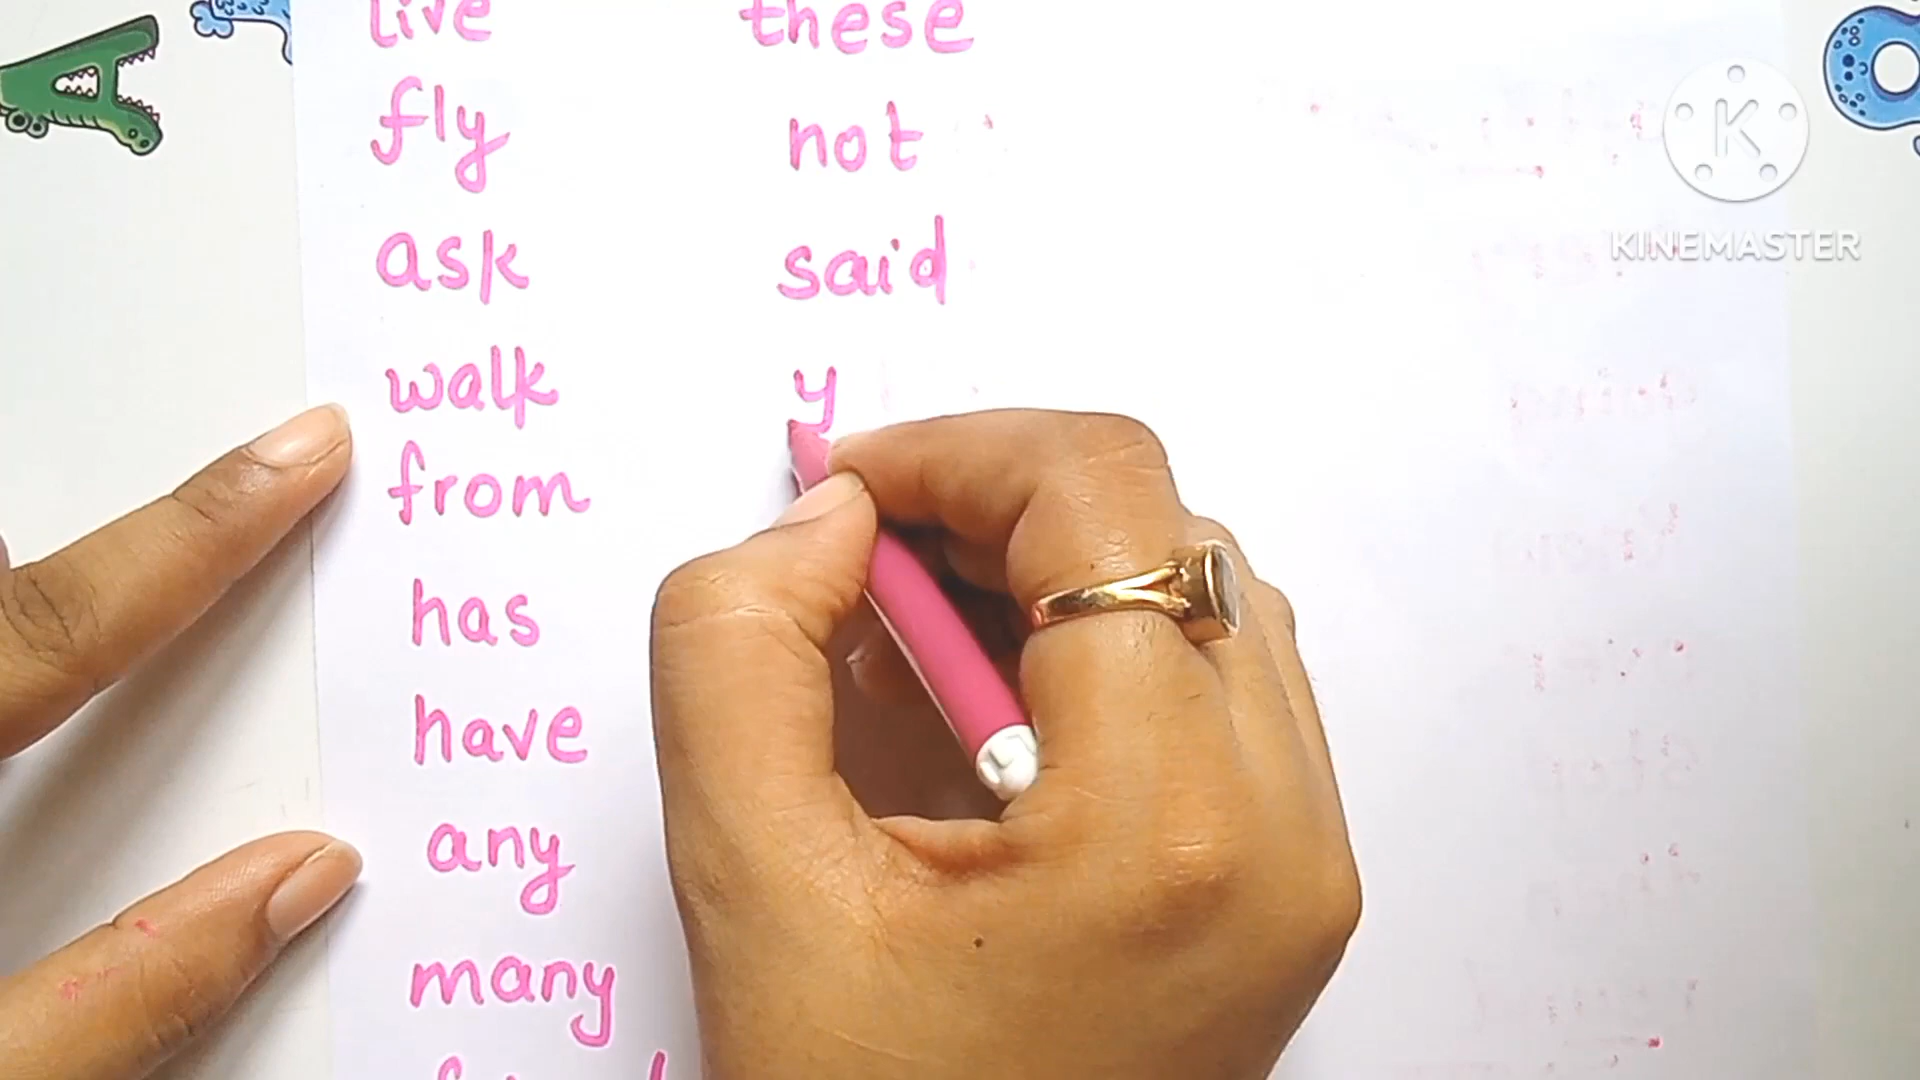 live these
fly not
ask said
walk y
from
has
have
any
many
K
KINEMASTER